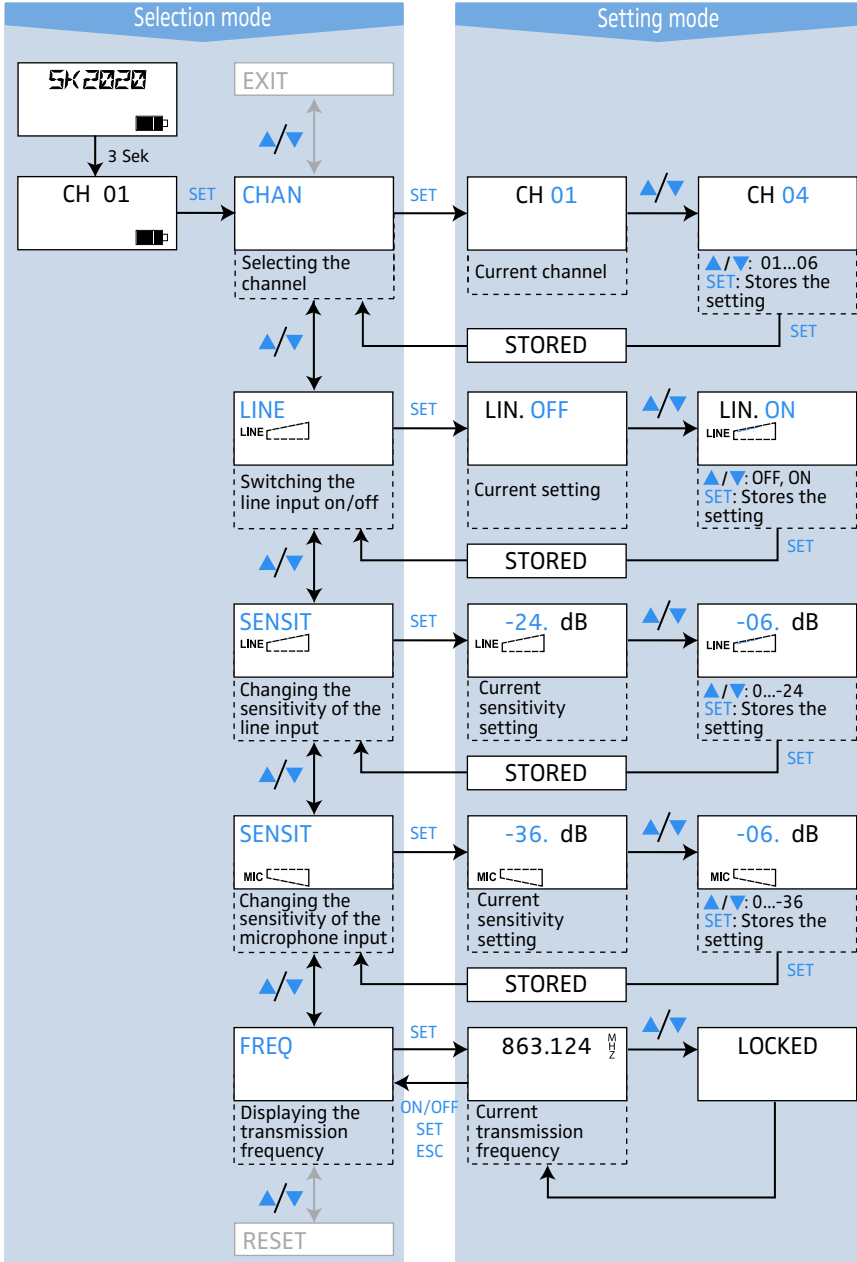 Selection mode
Setting mode
SK2020
EXIT
▲/▼
3 Sek
CH 01
SET
CHAN
SET
CH 01
▲/▼
CH 04
Selecting the
channel
Current channel
▲/▼: 01...06
SET: Stores the
setting
▲/▼
STORED
SET
LINE
LINE
SET
LIN. OFF
▲/▼
LIN. ON
LINE
Switching the
line input on/off
Current setting
▲/▼: OFF, ON
SET: Stores the
setting
▲/▼
STORED
SET
SENSIT
LINE
SET
-24. dB
LINE
▲/▼
-06. dB
LINE
Changing the
sensitivity of the
line input
Current
sensitivity
setting
▲/▼: 0...-24
SET: Stores the
setting
▲/▼
STORED
SET
SENSIT
MIC
SET
-36. dB
MIC
▲/▼
-06. dB
MIC
Changing the
sensitivity of the
microphone input
Current
sensitivity
setting
▲/▼: 0...-36
SET: Stores the
setting
▲/▼
STORED
SET
FREQ
SET
863.124 MHZ
▲/▼
LOCKED
ON/OFF
SET
ESC
Displaying the
transmission
frequency
Current
transmission
frequency
▲/▼
RESET